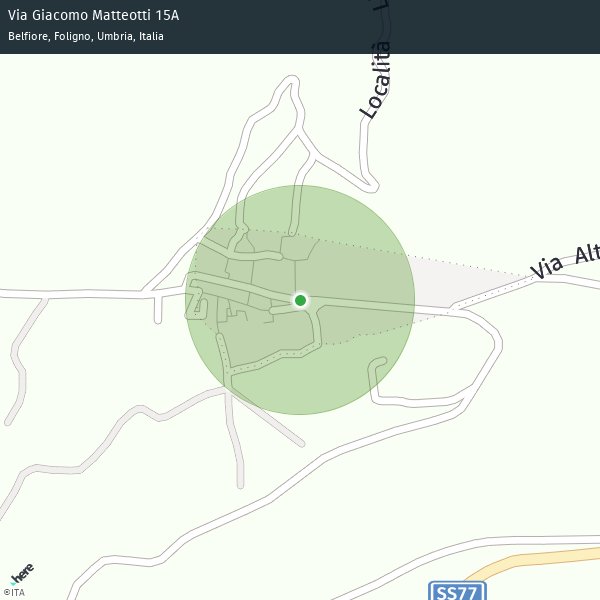 Via Giacomo Matteotti 15A
Belfiore, Foligno, Umbria, Italia
Località
Via Alt
SS77
here
©ITA